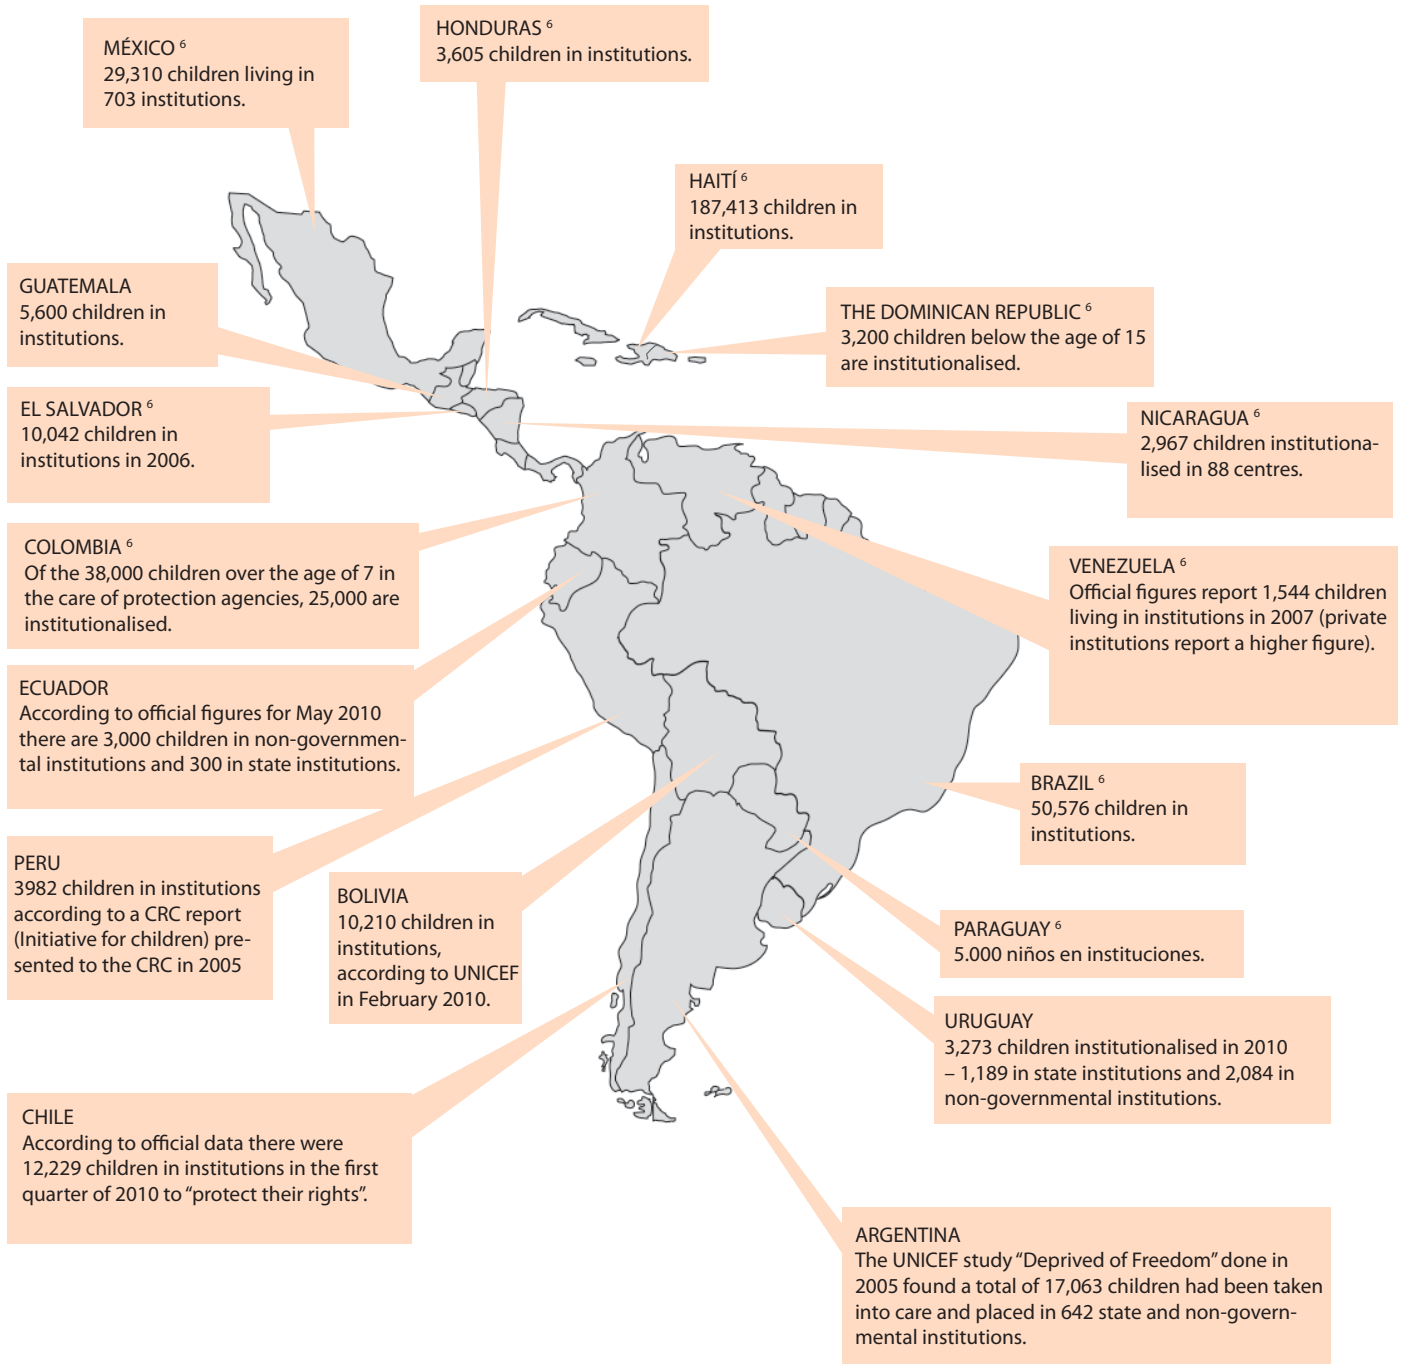 MÉXICO 6
29,310 children living in
703 institutions.
HONDURAS 6
3,605 children in institutions.
HAITÍ 6
187,413 children in
institutions.
GUATEMALA
5,600 children in
institutions.
THE DOMINICAN REPUBLIC 6
3,200 children below the age of 15
are institutionalised.
EL SALVADOR 6
10,042 children in
institutions in 2006.
NICARAGUA 6
2,967 children institutiona-
lised in 88 centres.
COLOMBIA 6
Of the 38,000 children over the age of 7 in
the care of protection agencies, 25,000 are
institutionalised.
VENEZUELA 6
Official figures report 1,544 children
living in institutions in 2007 (private
institutions report a higher figure).
ECUADOR
According to official figures for May 2010
there are 3,000 children in non-governmen-
tal institutions and 300 in state institutions.
BRAZIL 6
50,576 children in
institutions.
PERU
3982 children in institutions
according to a CRC report
(Initiative for children) pre-
sented to the CRC in 2005
BOLIVIA
10,210 children in
institutions,
according to UNICEF
in February 2010.
PARAGUAY 6
5.000 niños en instituciones.
URUGUAY
3,273 children institutionalised in 2010
– 1,189 in state institutions and 2,084 in
non-governmental institutions.
CHILE
According to official data there were
12,229 children in institutions in the first
quarter of 2010 to “protect their rights”.
ARGENTINA
The UNICEF study “Deprived of Freedom” done in
2005 found a total of 17,063 children had been taken
into care and placed in 642 state and non-govern-
mental institutions.